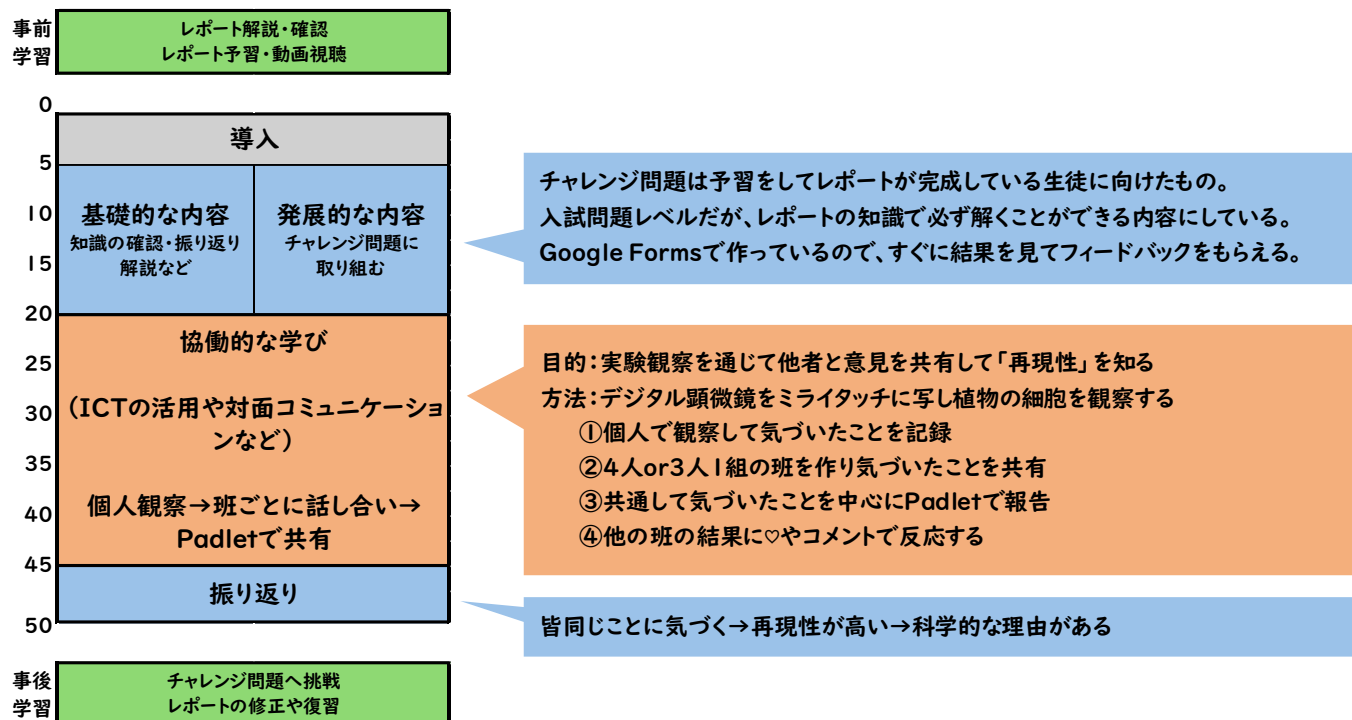 事前
学習
レポート解説・確認
レポート予習・動画視聴
0
導入
5
基礎的な内容
知識の確認・振り返り
解説など
発展的な内容
チャレンジ問題に
取り組む
10
15
20
チャレンジ問題は予習をしてレポートが完成している生徒に向けたもの。
入試問題レベルだが、レポートの知識で必ず解くことができる内容にしている。
Google Formsで作っているので、すぐに結果を見てフィードバックをもらえる。
協働的な学び
(ICTの活用や対面コミュニケーショ
ンなど)
個人観察→班ごとに話し合い→
Padletで共有
25
30
35
40
45
目的:実験観察を通じて他者と意見を共有して「再現性」を知る
方法:デジタル顕微鏡をミライタッチに写し植物の細胞を観察する
①個人で観察して気づいたことを記録
②4人or3人1組の班を作り気づいたことを共有
③共通して気づいたことを中心にPadletで報告
④他の班の結果に♡やコメントで反応する
振り返り
50
皆同じことに気づく→再現性が高い→科学的な理由がある
事後
学習
チャレンジ問題へ挑戦
レポートの修正や復習